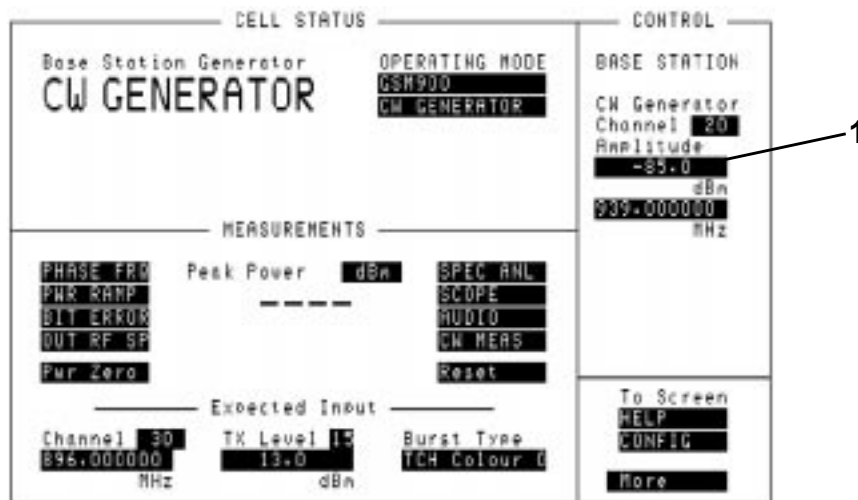 CELL STATUS
Base Station Generator
CW GENERATOR
OPERATING MODE
GSM900
CW GENERATOR
CONTROL
BASE STATION
CW Generator
Channel 20
Amplitude
-85.0
dBm
939.000000
MHz
1
MEASUREMENTS
PHASE FRQ
PWR RAMP
BIT ERROR
OUT RF SP
Pwr Zero
Peak Power dBm
----
SPEC ANL
SCOPE
AUDIO
CW MEAS
Reset
Expected Input
Channel 30
896.000000
MHz
TX Level 15
13.0
dBm
Burst Type
TCH Colour 0
To Screen
HELP
CONFIG
More